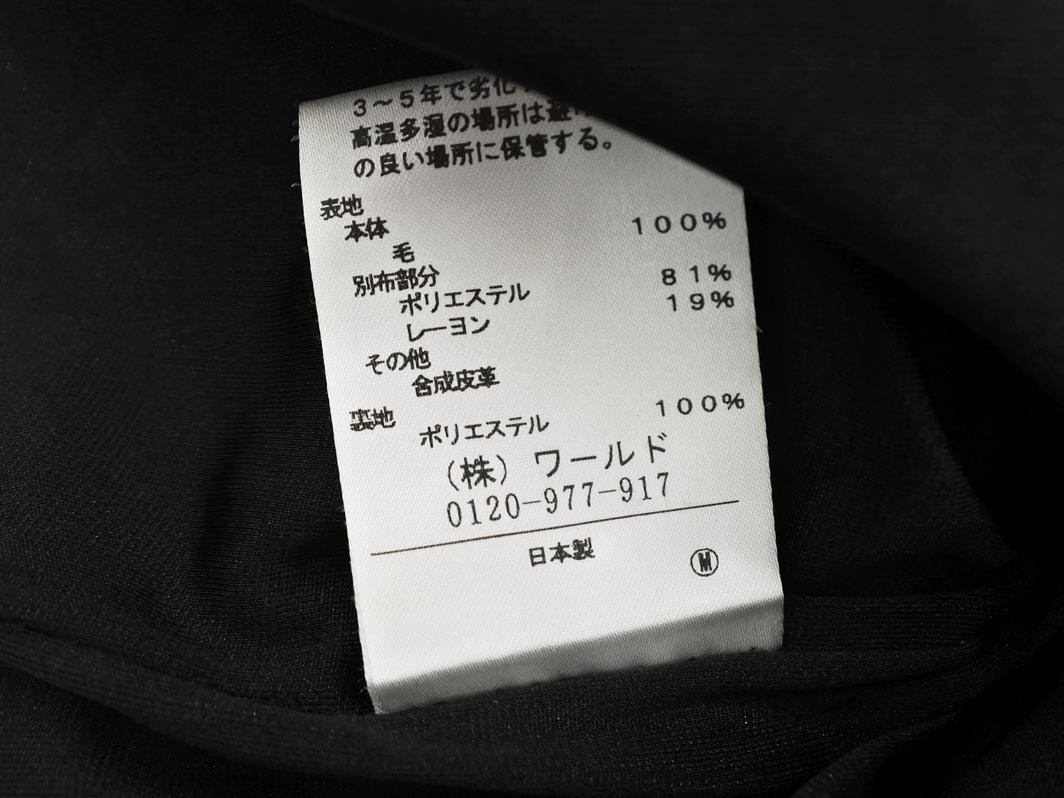 3～5年で劣化
高温多湿の場所は避け
の良い場所に保管する。
表地
本体
毛 100%
別布部分
ポリエステル 81%
レーヨン 19%
その他
合成皮革
裏地
ポリエステル 100%
(株) ワールド
0120-977-917
日本製
M